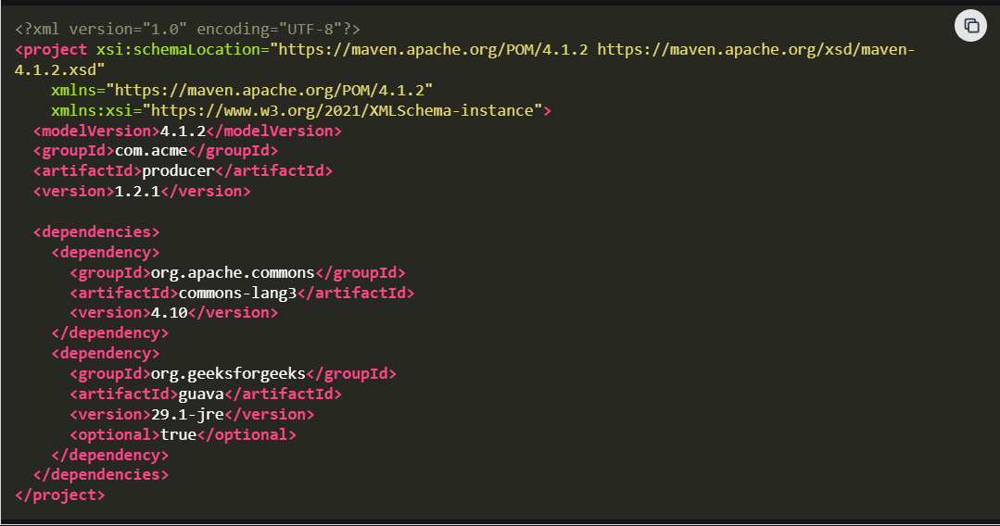 <?xml version="1.0" encoding="UTF-8"?>
<project xsi:schemaLocation="https://maven.apache.org/POM/4.1.2 https://maven.apache.org/xsd/maven-
4.1.2.xsd"
    xmlns="https://maven.apache.org/POM/4.1.2"
    xmlns:xsi="https://www.w3.org/2021/XMLSchema-instance">
  <modelVersion>4.1.2</modelVersion>
  <groupId>com.acme</groupId>
  <artifactId>producer</artifactId>
  <version>1.2.1</version>

  <dependencies>
    <dependency>
      <groupId>org.apache.commons</groupId>
      <artifactId>commons-lang3</artifactId>
      <version>4.10</version>
    </dependency>
    <dependency>
      <groupId>org.geeksforgeeks</groupId>
      <artifactId>guava</artifactId>
      <version>29.1-jre</version>
      <optional>true</optional>
    </dependency>
  </dependencies>
</project>